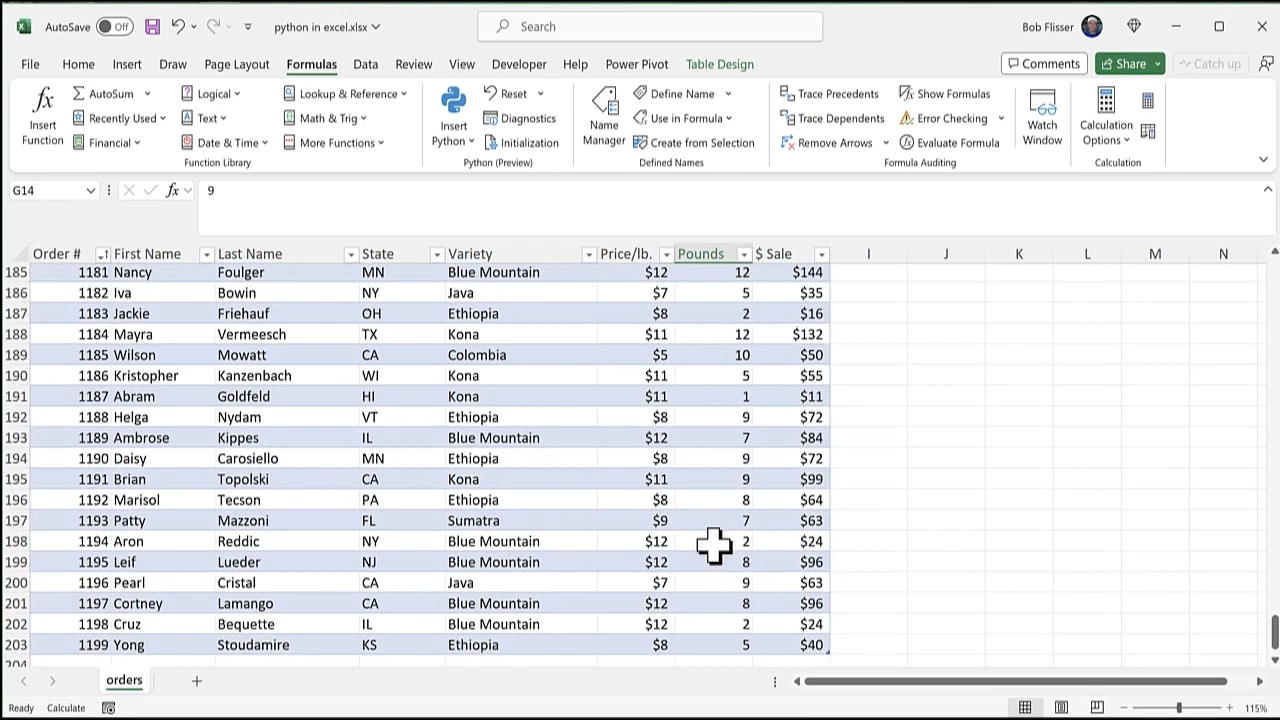 AutoSave Off python in excel.xlsx Search Bob Flisser
File Home Insert Draw Page Layout Formulas Data Review View Developer Help Power Pivot Table Design Comments Share Catch up
fx AutoSum Logical Lookup & Reference Reset Define Name Trace Precedents Show Formulas
Insert Function Recently Used Text Math & Trig Insert Python Diagnostics Name Manager Use in Formula Trace Dependents Error Checking Watch Window Calculation Options
Financial Date & Time More Functions Initialization Create from Selection Remove Arrows Evaluate Formula
Function Library Python (Preview) Defined Names Formula Auditing Calculation
G14 fx 9
Order # First Name Last Name State Variety Price/lb. Pounds $ Sale I J K L M N
185 1181 Nancy Foulger MN Blue Mountain $12 12 $144
186 1182 Iva Bowin NY Java $7 5 $35
187 1183 Jackie Friehauf OH Ethiopia $8 2 $16
188 1184 Mayra Vermeesch TX Kona $11 12 $132
189 1185 Wilson Mowatt CA Colombia $5 10 $50
190 1186 Kristopher Kanzenbach WI Kona $11 5 $55
191 1187 Abram Goldfeld HI Kona $11 1 $11
192 1188 Helga Nydam VT Ethiopia $8 9 $72
193 1189 Ambrose Kippes IL Blue Mountain $12 7 $84
194 1190 Daisy Carosiello MN Ethiopia $8 9 $72
195 1191 Brian Topolski CA Kona $11 9 $99
196 1192 Marisol Tecson PA Ethiopia $8 8 $64
197 1193 Patty Mazzoni FL Sumatra $9 7 $63
198 1194 Aron Reddic NY Blue Mountain $12 2 $24
199 1195 Leif Lueder NJ Blue Mountain $12 8 $96
200 1196 Pearl Cristal CA Java $7 9 $63
201 1197 Cortney Lamango CA Blue Mountain $12 8 $96
202 1198 Cruz Bequette IL Blue Mountain $12 2 $24
203 1199 Yong Stoudamire KS Ethiopia $8 5 $40
204
orders
Ready Calculate 115%